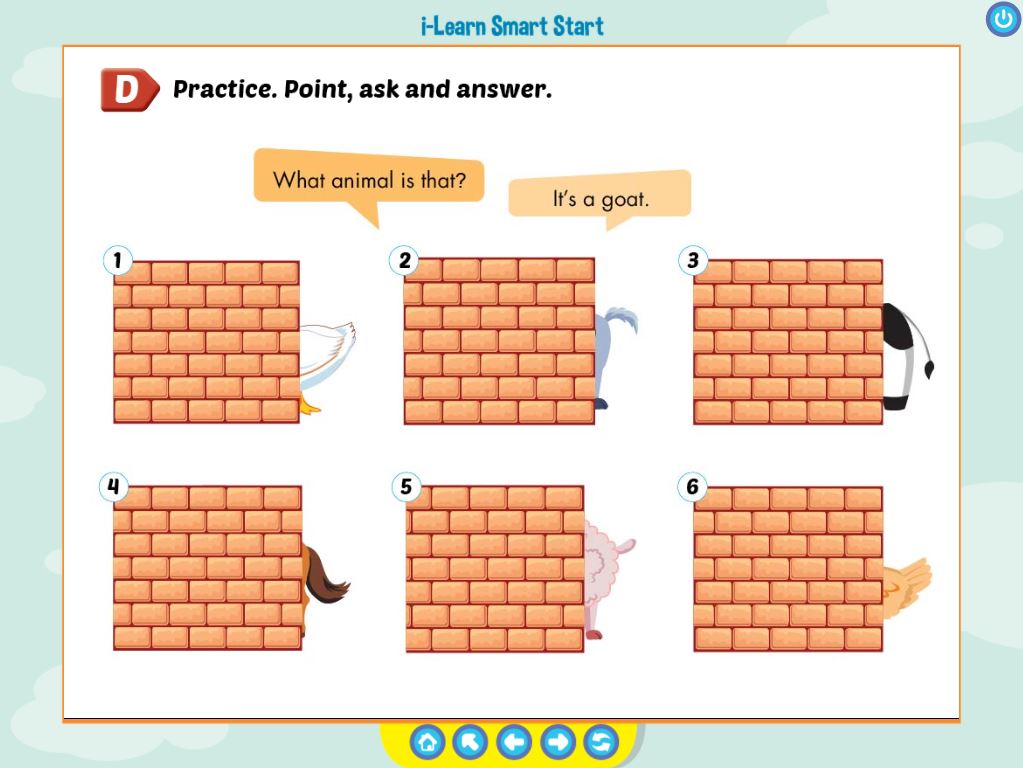 i-Learn Smart Start
D Practice. Point, ask and answer.
What animal is that?
It's a goat.
1
2
3
4
5
6